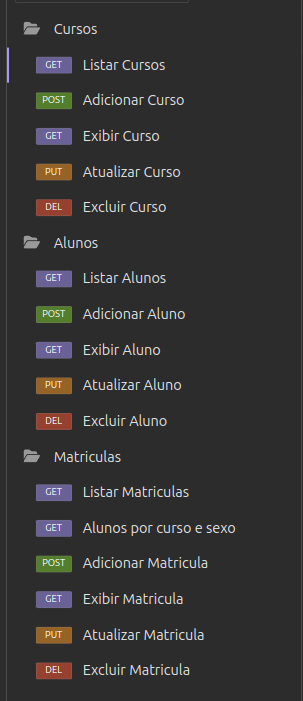 Cursos
GET Listar Cursos
POST Adicionar Curso
GET Exibir Curso
PUT Atualizar Curso
DEL Excluir Curso
Alunos
GET Listar Alunos
POST Adicionar Aluno
GET Exibir Aluno
PUT Atualizar Aluno
DEL Excluir Aluno
Matriculas
GET Listar Matriculas
GET Alunos por curso e sexo
POST Adicionar Matricula
GET Exibir Matricula
PUT Atualizar Matricula
DEL Excluir Matricula